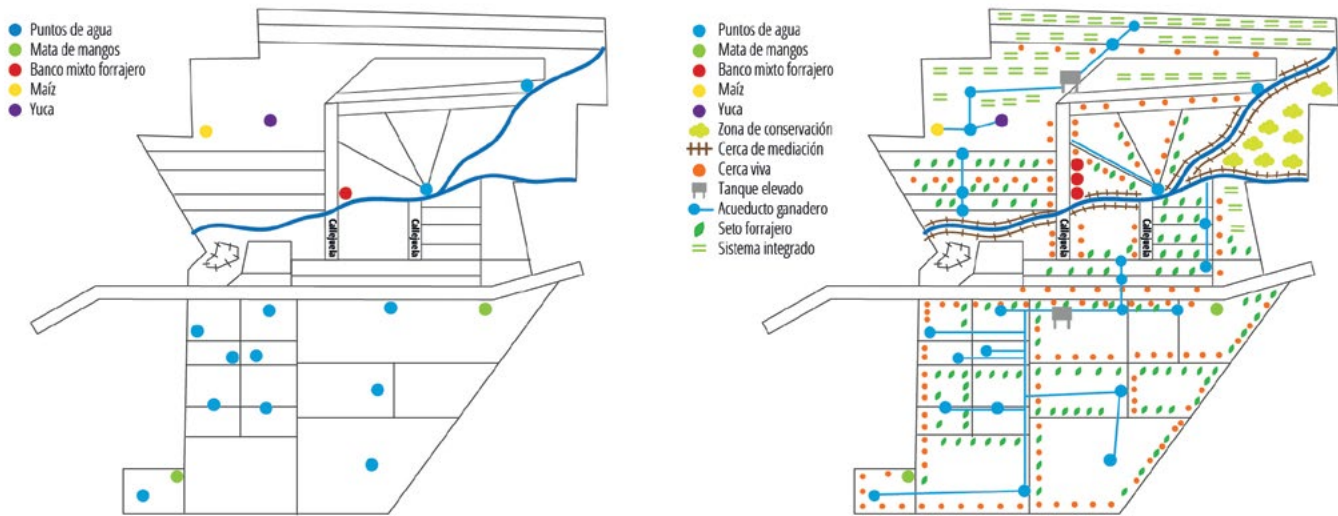 Puntos de agua
Mata de mangos
Banco mixto forrajero
Maíz
Yuca
Callejuela
Callejuela
Puntos de agua
Mata de mangos
Banco mixto forrajero
Maíz
Yuca
Zona de conservación
Cerca de mediación
Cerca viva
Tanque elevado
Acueducto ganadero
Seto forrajero
Sistema integrado
Callejuela
Callejuela